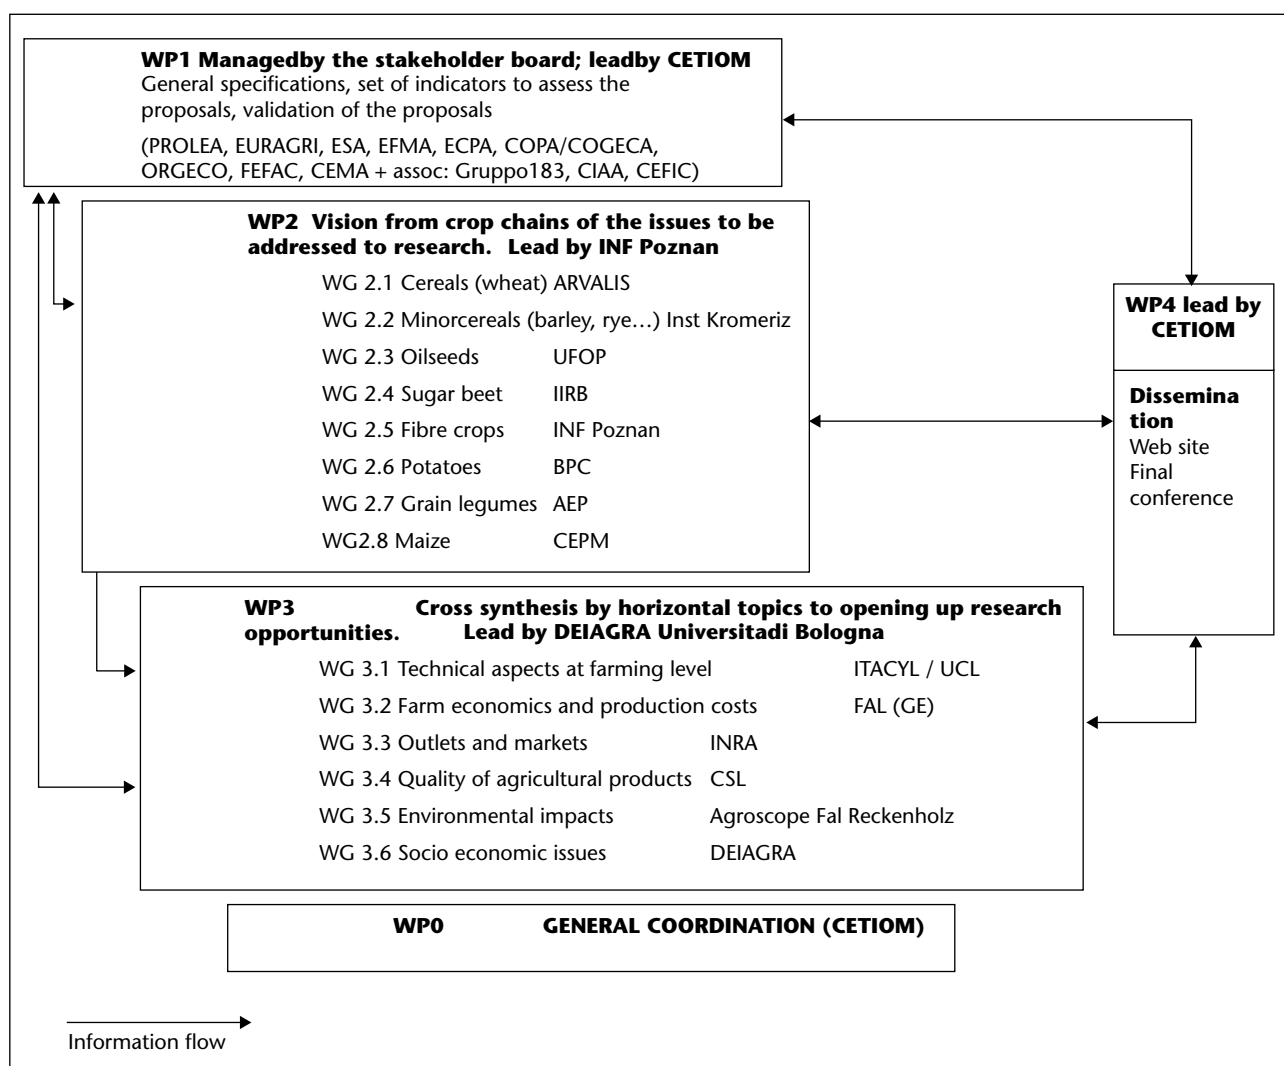 WP1 Managedby the stakeholder board; leadby CETIOM
General specifications, set of indicators to assess the
proposals, validation of the proposals
(PROLEA, EURAGRI, ESA, EFMA, ECPA, COPA/COGECA,
ORGECO, FEFAC, CEMA + assoc: Gruppo183, CIAA, CEFIC)
WP2 Vision from crop chains of the issues to be
addressed to research. Lead by INF Poznan
WG 2.1 Cereals (wheat) ARVALIS
WG 2.2 Minorcereals (barley, rye...) Inst Kromeriz
WG 2.3 Oilseeds UFOP
WG 2.4 Sugar beet IIRB
WG 2.5 Fibre crops INF Poznan
WG 2.6 Potatoes BPC
WG 2.7 Grain legumes AEP
WG2.8 Maize CEPM
WP4 lead by
CETIOM
Dissemina
tion
Web site
Final
conference
WP3 Cross synthesis by horizontal topics to opening up research
opportunities. Lead by DEIAGRA Universitadi Bologna
WG 3.1 Technical aspects at farming level ITACYL / UCL
WG 3.2 Farm economics and production costs FAL (GE)
WG 3.3 Outlets and markets INRA
WG 3.4 Quality of agricultural products CSL
WG 3.5 Environmental impacts Agroscope Fal Reckenholz
WG 3.6 Socio economic issues DEIAGRA
WP0 GENERAL COORDINATION (CETIOM)
Information flow